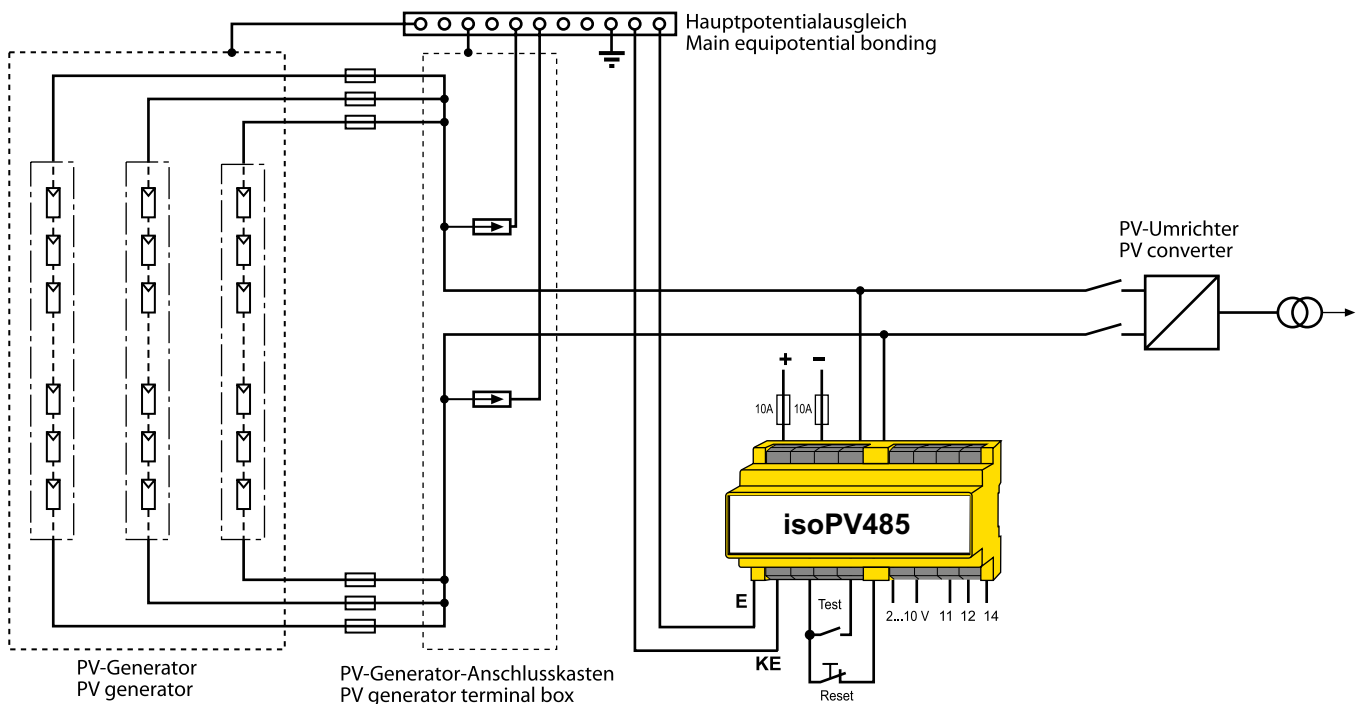 Hauptpotentialausgleich
Main equipotential bonding
PV-Umrichter
PV converter
+ −
10A 10A
isoPV485
E
Test
2...10 V 11 12 14
KE
Reset
PV-Generator
PV generator
PV-Generator-Anschlusskasten
PV generator terminal box